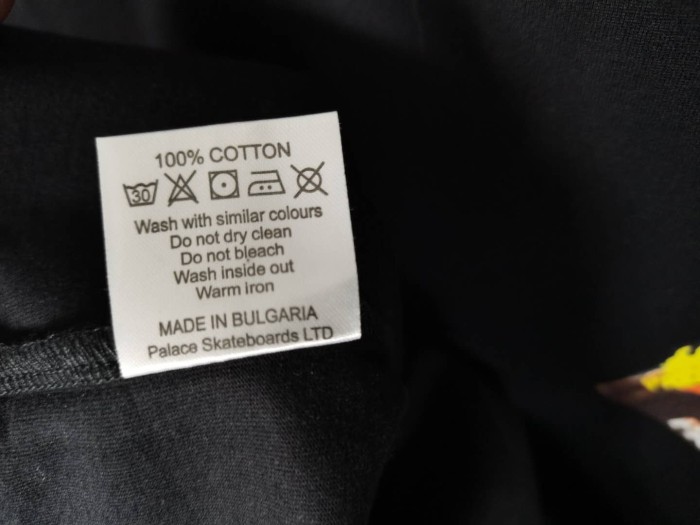 100% COTTON
30
Wash with similar colours
Do not dry clean
Do not bleach
Wash inside out
Warm iron
MADE IN BULGARIA
Palace Skateboards LTD